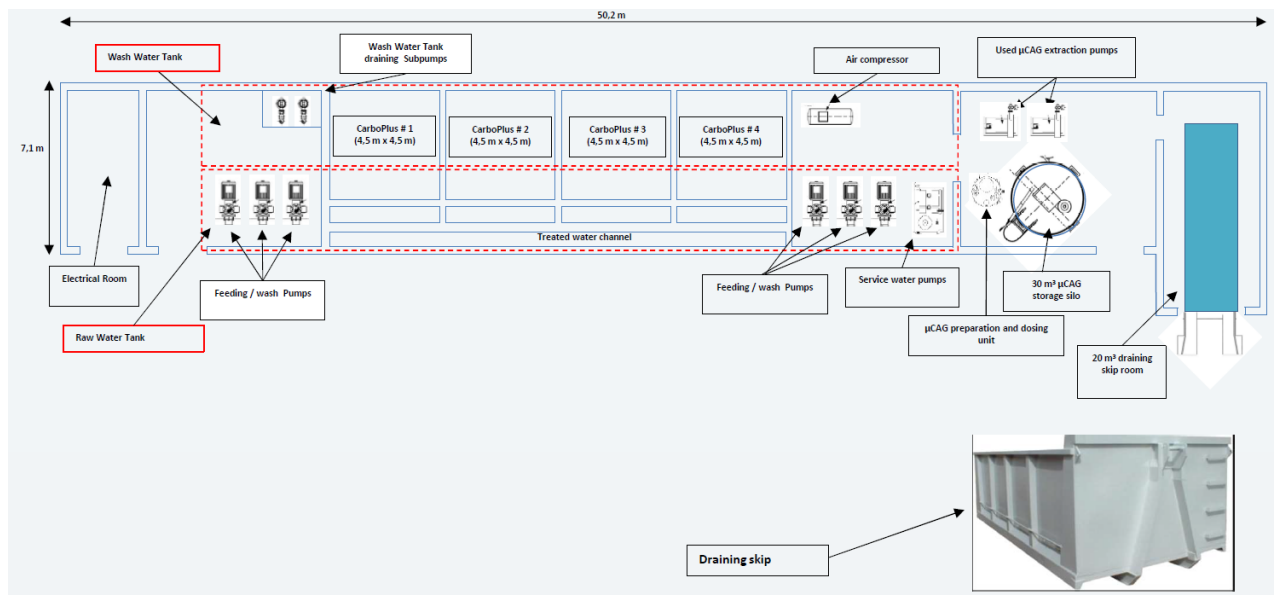 50,2 m
Wash Water Tank
Wash Water Tank
draining Subpumps
Air compressor
Used µCAG extraction pumps
7,1 m
CarboPlus # 1
(4,5 m x 4,5 m)
CarboPlus # 2
(4,5 m x 4,5 m)
CarboPlus # 3
(4,5 m x 4,5 m)
CarboPlus # 4
(4,5 m x 4,5 m)
Treated water channel
Electrical Room
Feeding / wash Pumps
Feeding / wash Pumps
Service water pumps
30 m³ µCAG
storage silo
Raw Water Tank
µCAG preparation and dosing
unit
20 m³ draining
skip room
Draining skip